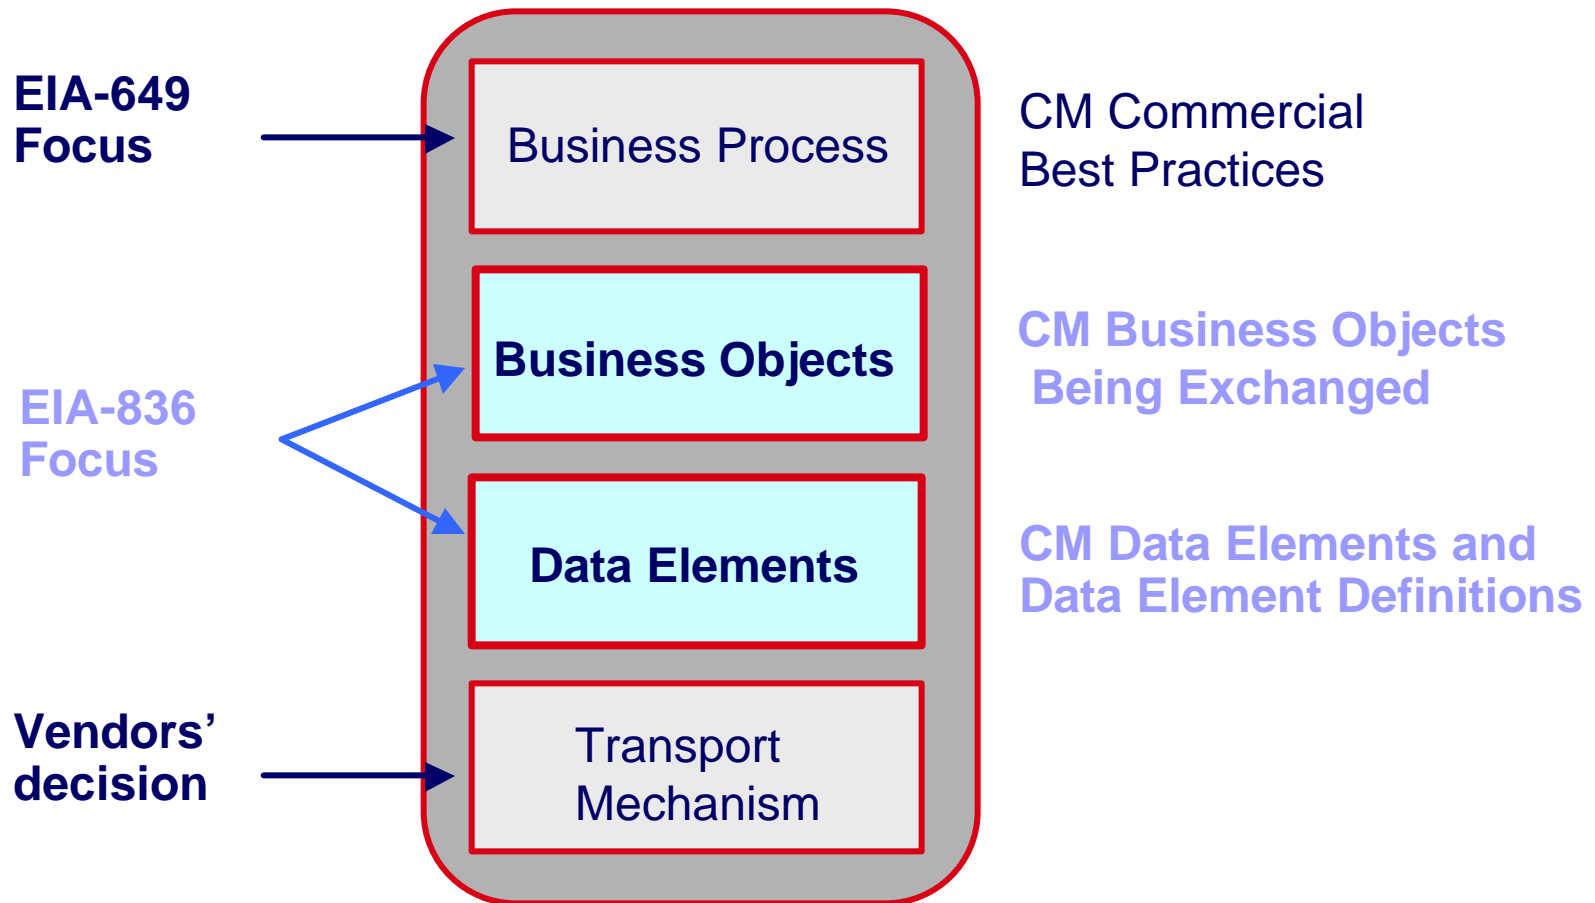 EIA-649
Focus
Business Process
CM Commercial
Best Practices
EIA-836
Focus
Business Objects
CM Business Objects
Being Exchanged
Data Elements
CM Data Elements and
Data Element Definitions
Vendors’
decision
Transport
Mechanism